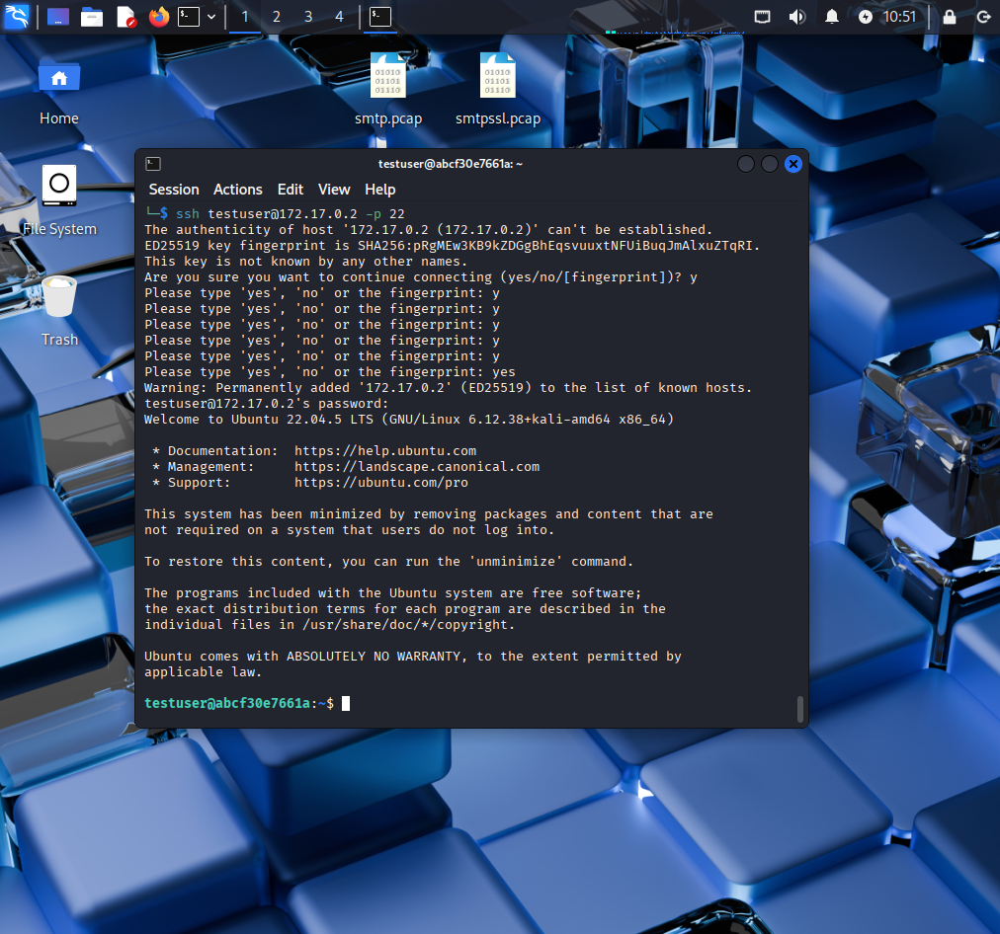 1 2 3 4 10:51
Home
smtp.pcap
smtpssl.pcap
File System
Trash
testuser@abcf30e7661a: ~
Session Actions Edit View Help
└─$ ssh testuser@172.17.0.2 -p 22
The authenticity of host '172.17.0.2 (172.17.0.2)' can't be established.
ED25519 key fingerprint is SHA256:pRgMEw3KB9kZDGgBhEqsvuuxtNFUiBuqJmAlxuZTqRI.
This key is not known by any other names.
Are you sure you want to continue connecting (yes/no/[fingerprint])? y
Please type 'yes', 'no' or the fingerprint: y
Please type 'yes', 'no' or the fingerprint: y
Please type 'yes', 'no' or the fingerprint: y
Please type 'yes', 'no' or the fingerprint: y
Please type 'yes', 'no' or the fingerprint: y
Please type 'yes', 'no' or the fingerprint: yes
Warning: Permanently added '172.17.0.2' (ED25519) to the list of known hosts.
testuser@172.17.0.2's password:
Welcome to Ubuntu 22.04.5 LTS (GNU/Linux 6.12.38+kali-amd64 x86_64)
* Documentation: https://help.ubuntu.com
* Management: https://landscape.canonical.com
* Support: https://ubuntu.com/pro
This system has been minimized by removing packages and content that are
not required on a system that users do not log into.
To restore this content, you can run the 'unminimize' command.
The programs included with the Ubuntu system are free software;
the exact distribution terms for each program are described in the
individual files in /usr/share/doc/*/copyright.
Ubuntu comes with ABSOLUTELY NO WARRANTY, to the extent permitted by
applicable law.
testuser@abcf30e7661a:~$